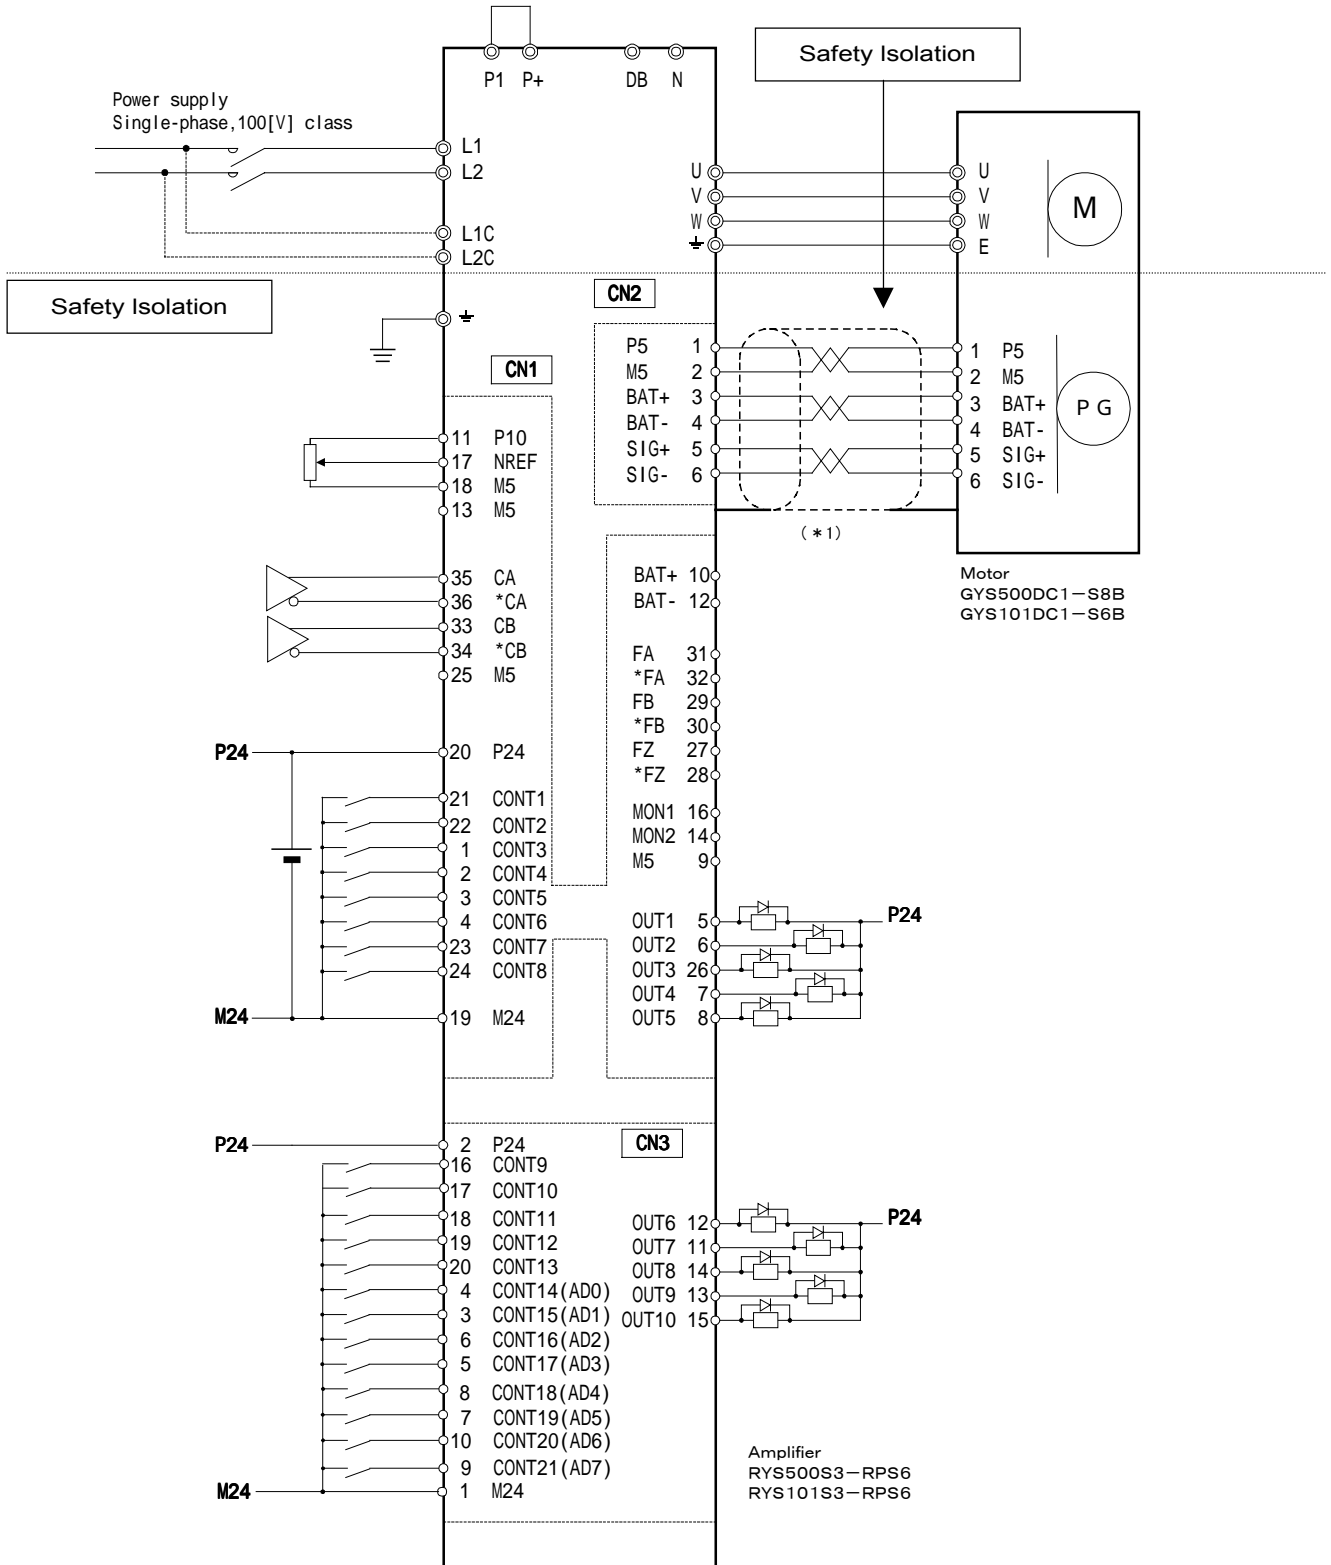 P1 P+ DB N
Safety Isolation
Power supply
Single-phase,100[V] class
L1
L2
L1C
L2C
U
V
W
U
V
W
E
M
Safety Isolation
CN2
P5 1
M5 2
BAT+ 3
BAT- 4
SIG+ 5
SIG- 6
1 P5
2 M5
3 BAT+
4 BAT-
5 SIG+
6 SIG-
PG
(*1)
Motor
GYS500DC1-S8B
GYS101DC1-S6B
CN1
11 P10
17 NREF
18 M5
13 M5
35 CA
36 *CA
33 CB
34 *CB
25 M5
P24
20 P24
21 CONT1
22 CONT2
1 CONT3
2 CONT4
3 CONT5
4 CONT6
23 CONT7
24 CONT8
M24
19 M24
BAT+ 10
BAT- 12
FA 31
*FA 32
FB 29
*FB 30
FZ 27
*FZ 28
MON1 16
MON2 14
M5 9
OUT1 5
OUT2 6
OUT3 26
OUT4 7
OUT5 8
P24
CN3
P24
2 P24
16 CONT9
17 CONT10
18 CONT11
19 CONT12
20 CONT13
4 CONT14(AD0)
3 CONT15(AD1)
6 CONT16(AD2)
5 CONT17(AD3)
8 CONT18(AD4)
7 CONT19(AD5)
10 CONT20(AD6)
9 CONT21(AD7)
M24
1 M24
OUT6 12
OUT7 11
OUT8 14
OUT9 13
OUT10 15
P24
Amplifier
RYS500S3-RPS6
RYS101S3-RPS6